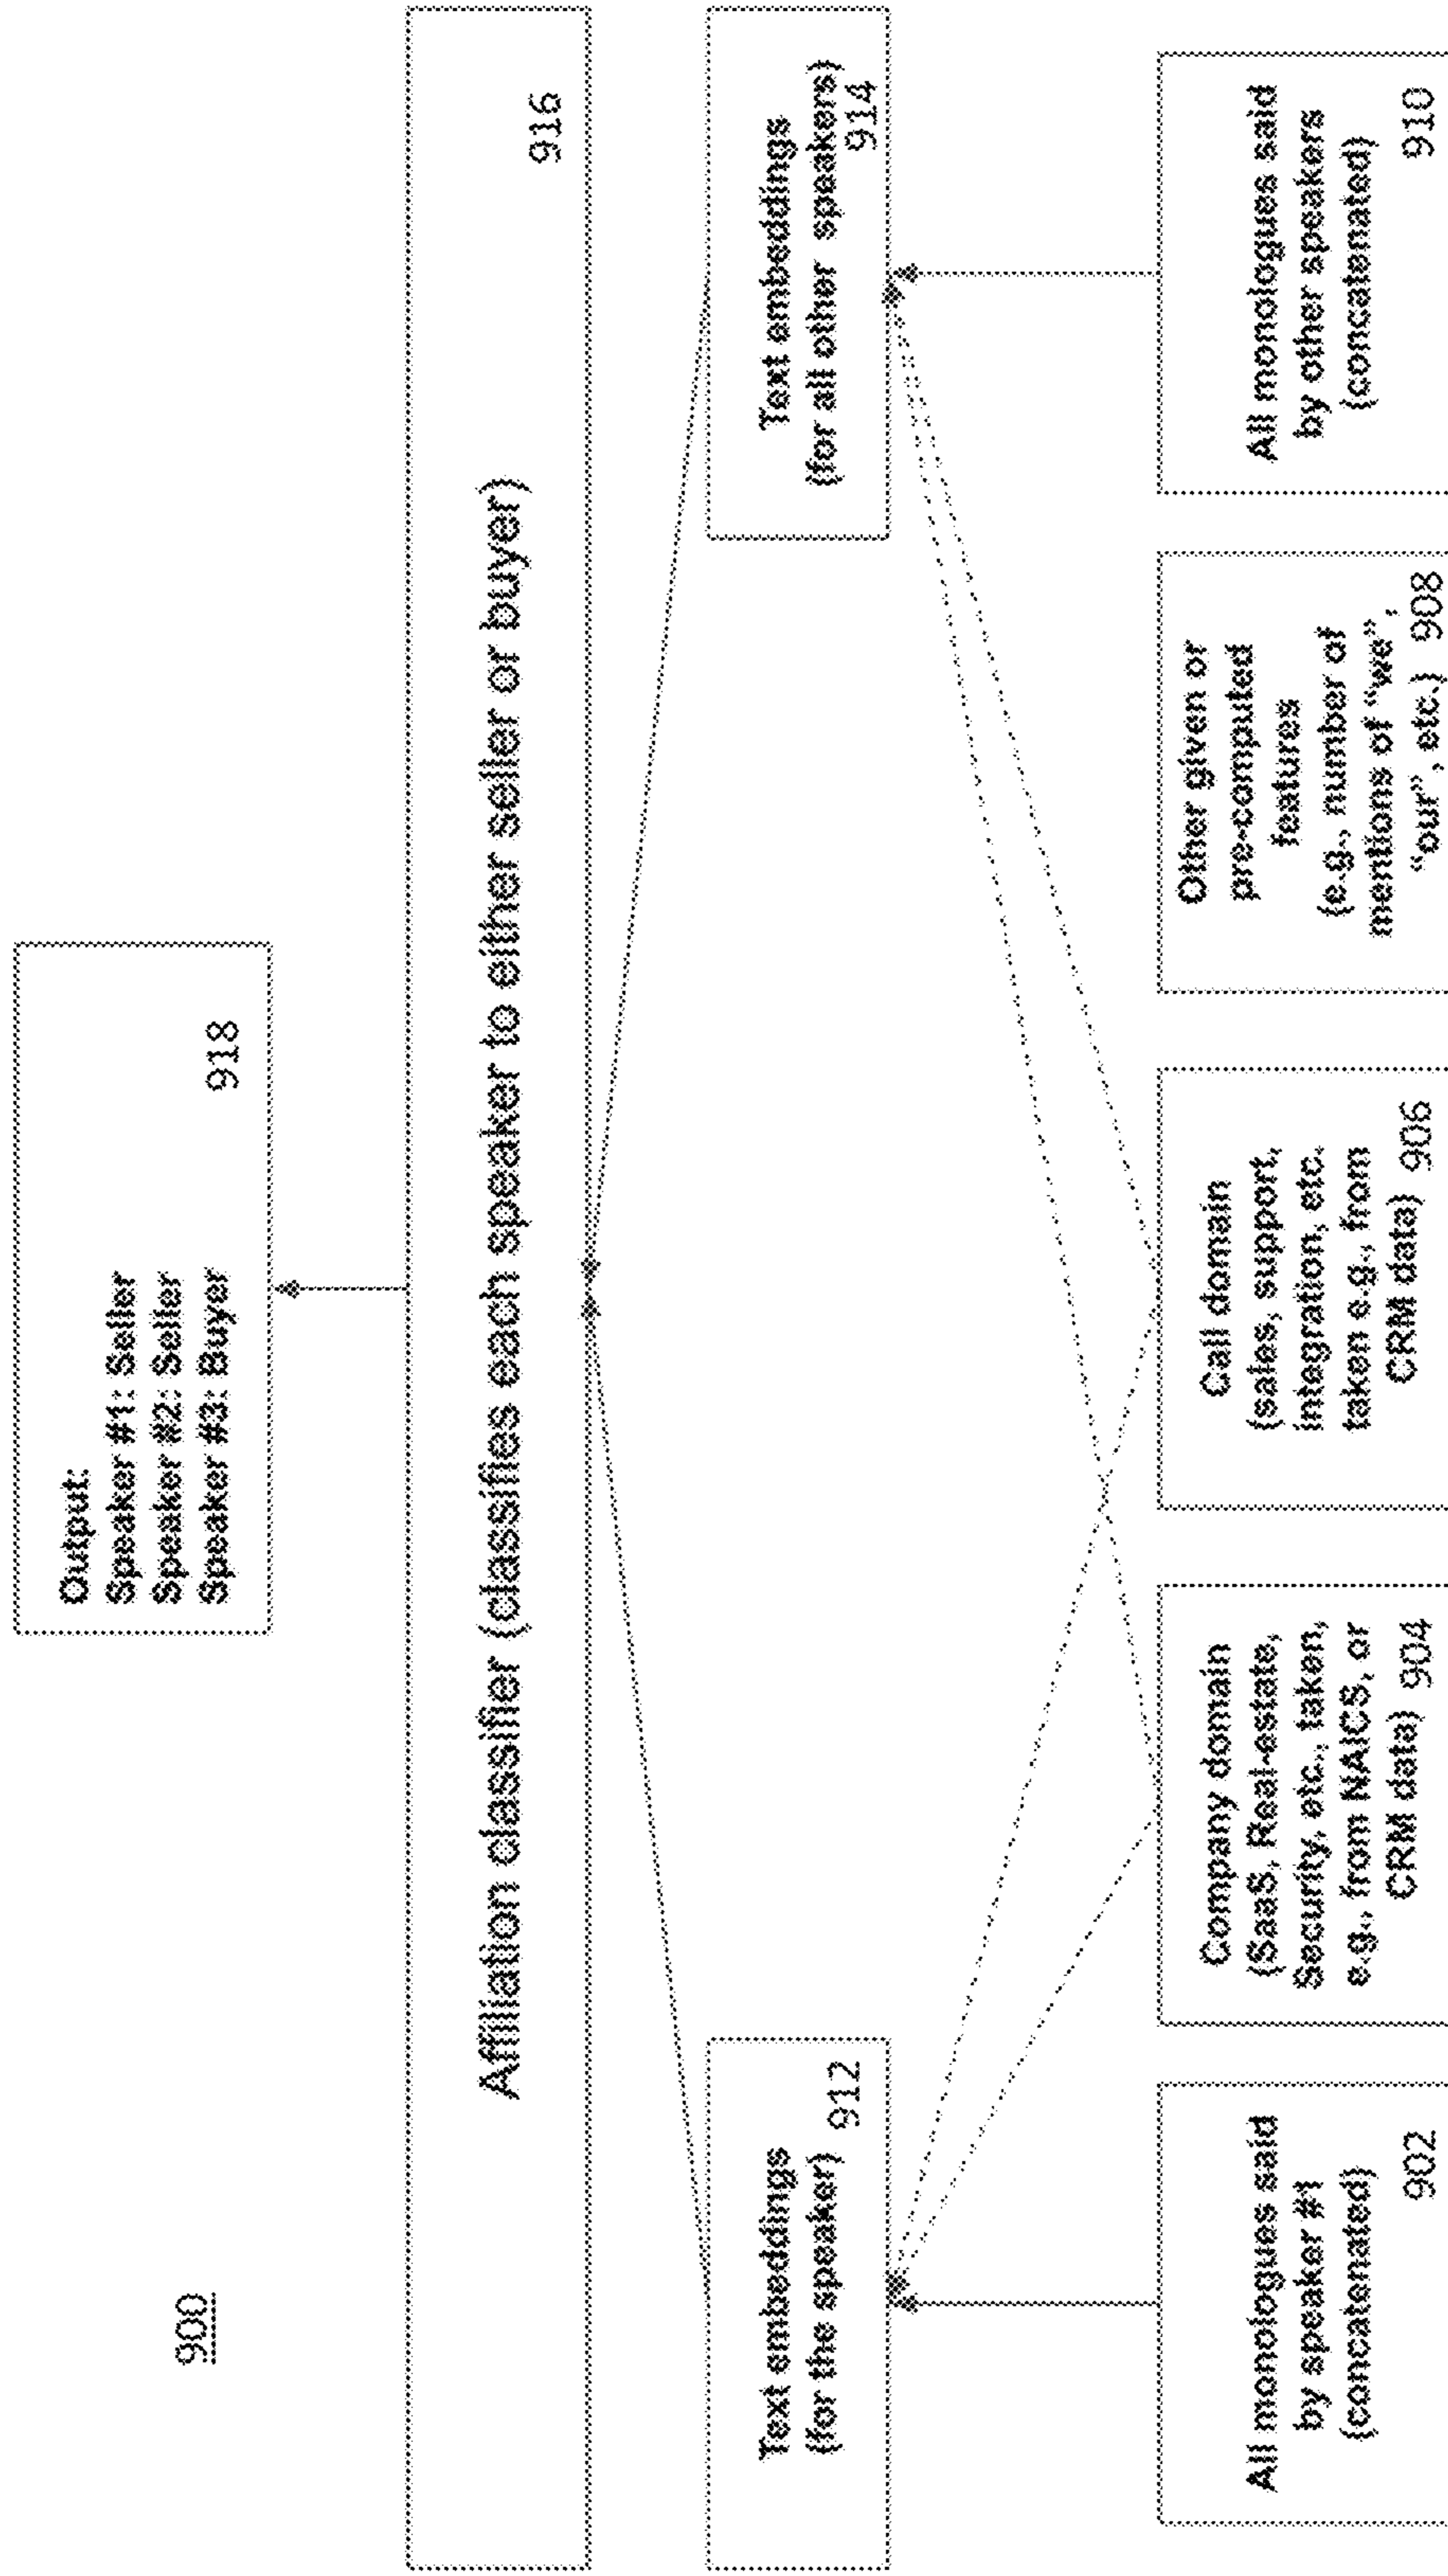 900
Output:
Speaker #1: Seller
Speaker #2: Seller
Speaker #3: Buyer
918
Affiliation classifier (classifies each speaker to either seller or buyer)
916
Text embeddings
(for the speaker)
912
Text embeddings
(for all other speakers)
914
All monologues said
by speaker #1
(concatenated)
902
Company domain
(SaaS, Real-estate,
Security, etc., taken,
e.g., from NAICS, or
CRM data) 904
Call domain
(sales, support,
integration, etc.
taken e.g., from
CRM data) 906
Other given or
pre-computed
features
(e.g., number of
mentions of "we",
"our", etc.) 908
All monologues said
by other speakers
(concatenated)
910